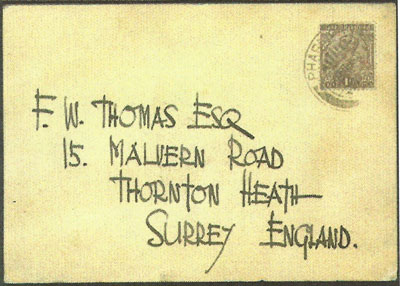 F. W. THOMAS ESQ
15. MALVERN ROAD
THORNTON HEATH
SURREY ENGLAND.